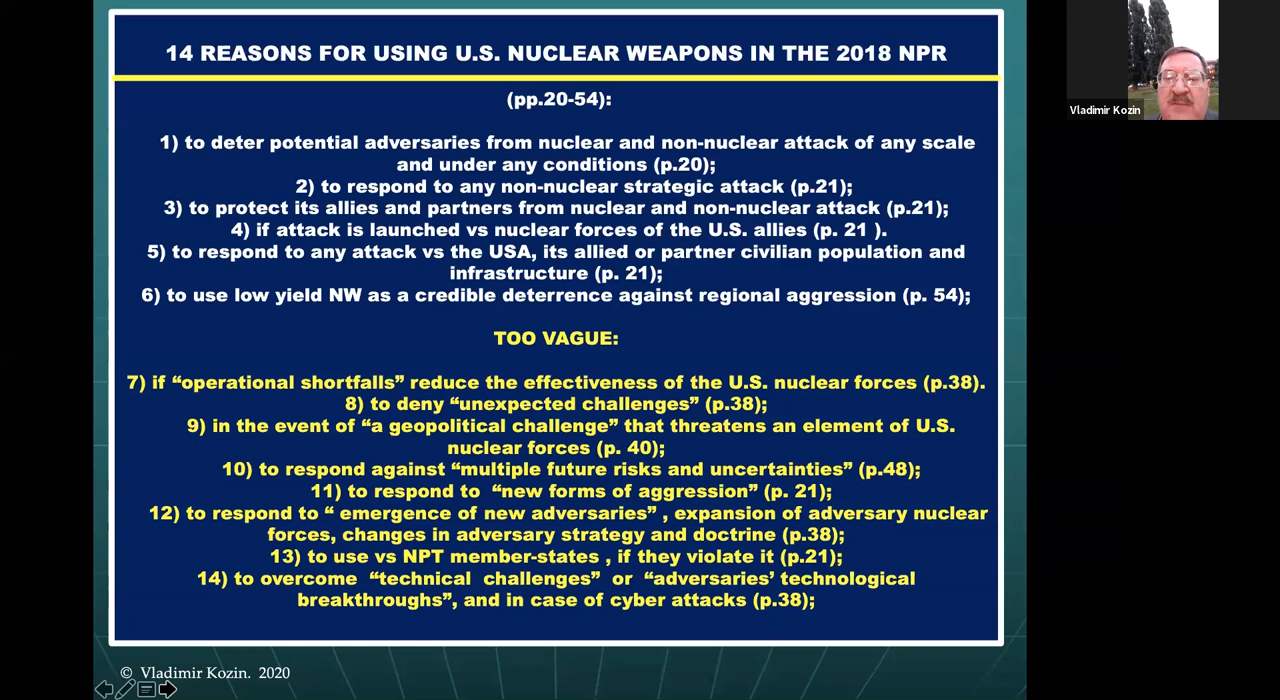 14 REASONS FOR USING U.S. NUCLEAR WEAPONS IN THE 2018 NPR
(pp.20-54):
1) to deter potential adversaries from nuclear and non-nuclear attack of any scale
and under any conditions (p.20);
2) to respond to any non-nuclear strategic attack (p.21);
3) to protect its allies and partners from nuclear and non-nuclear attack (p.21);
4) if attack is launched vs nuclear forces of the U.S. allies (p. 21 ).
5) to respond to any attack vs the USA, its allied or partner civilian population and
infrastructure (p. 21);
6) to use low yield NW as a credible deterrence against regional aggression (p. 54);
TOO VAGUE:
7) if “operational shortfalls” reduce the effectiveness of the U.S. nuclear forces (p.38).
8) to deny “unexpected challenges” (p.38);
9) in the event of “a geopolitical challenge” that threatens an element of U.S.
nuclear forces (p. 40);
10) to respond against “multiple future risks and uncertainties” (p.48);
11) to respond to “new forms of aggression” (p. 21);
12) to respond to “ emergence of new adversaries” , expansion of adversary nuclear
forces, changes in adversary strategy and doctrine (p.38);
13) to use vs NPT member-states , if they violate it (p.21);
14) to overcome “technical challenges” or “adversaries’ technological
breakthroughs”, and in case of cyber attacks (p.38);
© Vladimir Kozin. 2020
Vladimir Kozin